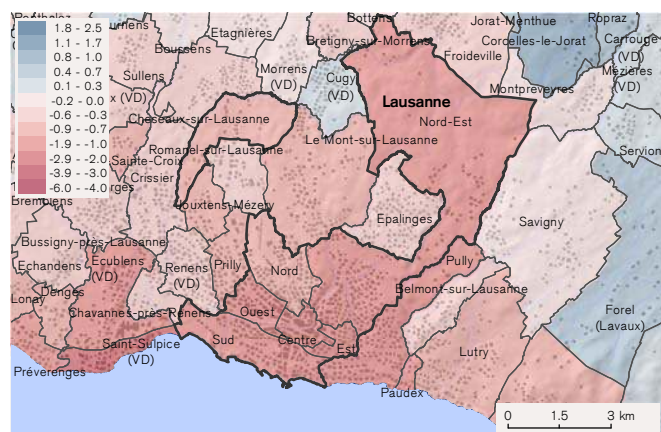 1.8 - 2.5
1.1 - 1.7
0.8 - 1.0
0.4 - 0.7
0.1 - 0.3
-0.2 - 0.0
-0.6 - -0.3
-0.9 - -0.7
-1.9 - -1.0
-2.9 - -2.0
-3.9 - -3.0
-6.0 - -4.0
Bottens
Jorat-Menthue
Ropraz
Etagnières
Bretigny-sur-Morrens
Corcelles-le-Jorat
Carrouge
(VD)
Boussens
Froideville
Mézières
(VD)
Sullens
Morrens
(VD)
Cugy
(VD)
Montpreveyres
x (VD)
Lausanne
Nord-Est
Cheseaux-sur-Lausanne
Le Mont-sur-Lausanne
Romanel-sur-Lausanne
Servion
Sainte-Croix
Crissier
rges
Bremblens
Jouxtens-Mézery
Epalinges
Savigny
Bussigny-près-Lausanne
Echandens
Ecublens
(VD)
Renens
(VD)
Prilly
Nord
Pully
Denges
Lonay
Belmont-sur-Lausanne
Chavannes-près-Renens
Ouest
Forel
(Lavaux)
Saint-Sulpice
(VD)
Sud
Centre
Est
Lutry
Préverenges
Paudex
0 1.5 3 km